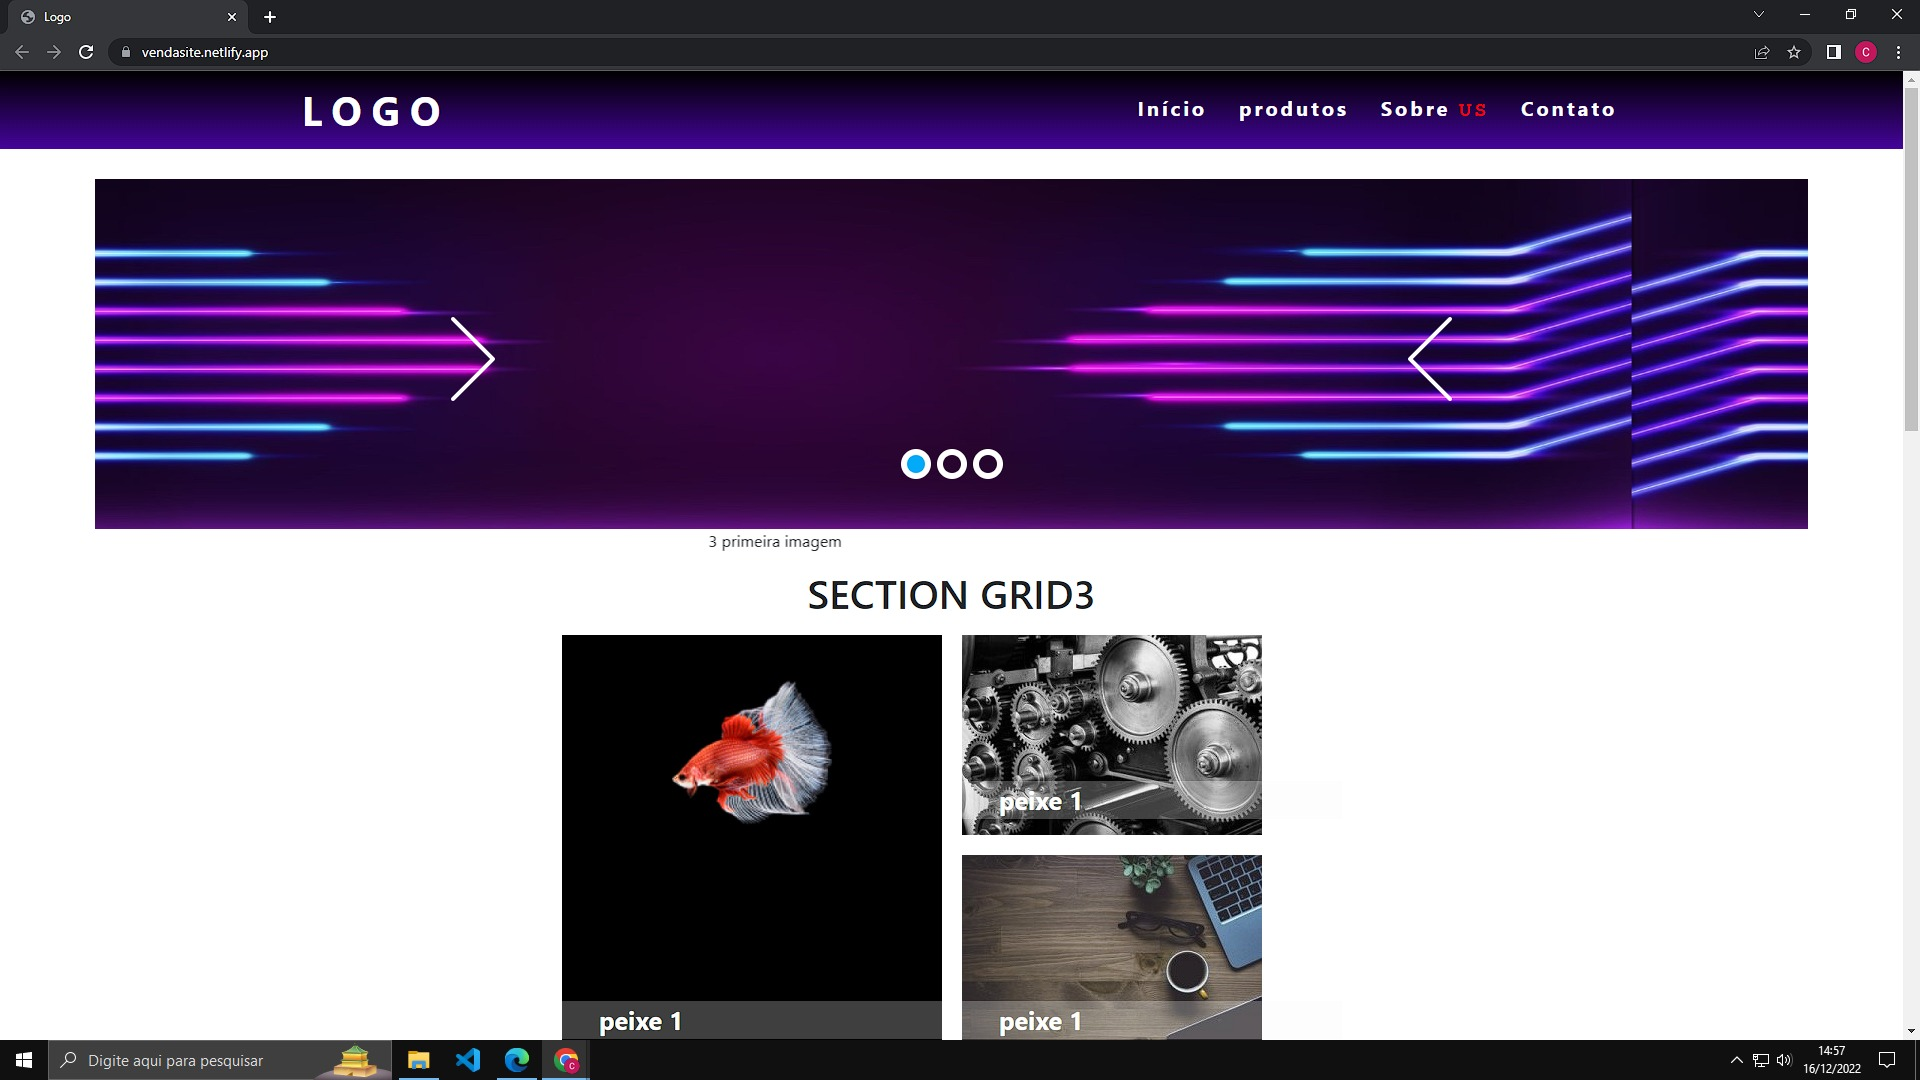 Logo
vendasite.netlify.app
C
LOGO
Início produtos Sobre US Contato
3 primeira imagem
SECTION GRID3
peixe 1
peixe 1
peixe 1
Digite aqui para pesquisar
C
14:57
16/12/2022